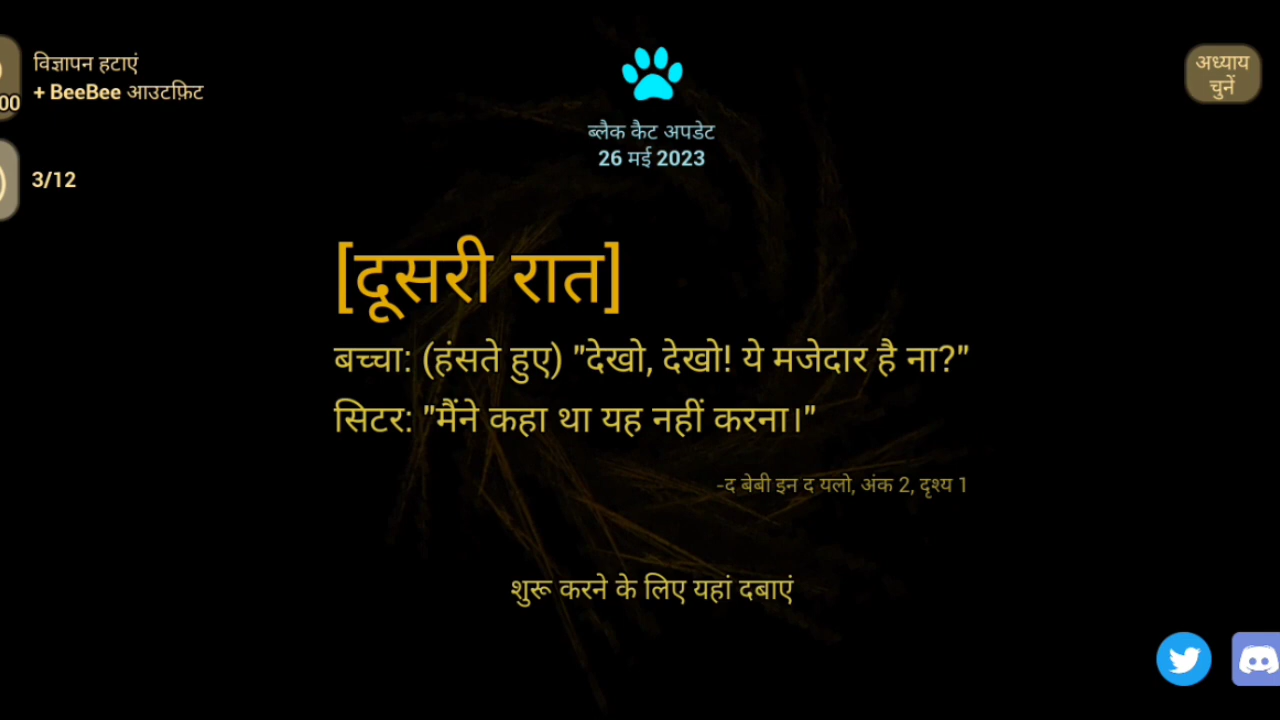 विज्ञापन हटाएं
+ BeeBee आउटफ़िट
00
3/12
ब्लैक कैट अपडेट
26 मई 2023
अध्याय
चुनें
[दूसरी रात]
बच्चा: (हंसते हुए) "देखो, देखो! ये मजेदार है ना?"
सिटर: "मैंने कहा था यह नहीं करना।"
-द बेबी इन द यलो, अंक 2, दृश्य 1
शुरू करने के लिए यहां दबाएं